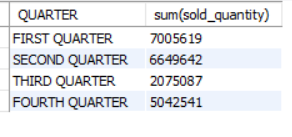 QUARTER sum(sold_quantity)
FIRST QUARTER 7005619
SECOND QUARTER 6649642
THIRD QUARTER 2075087
FOURTH QUARTER 5042541